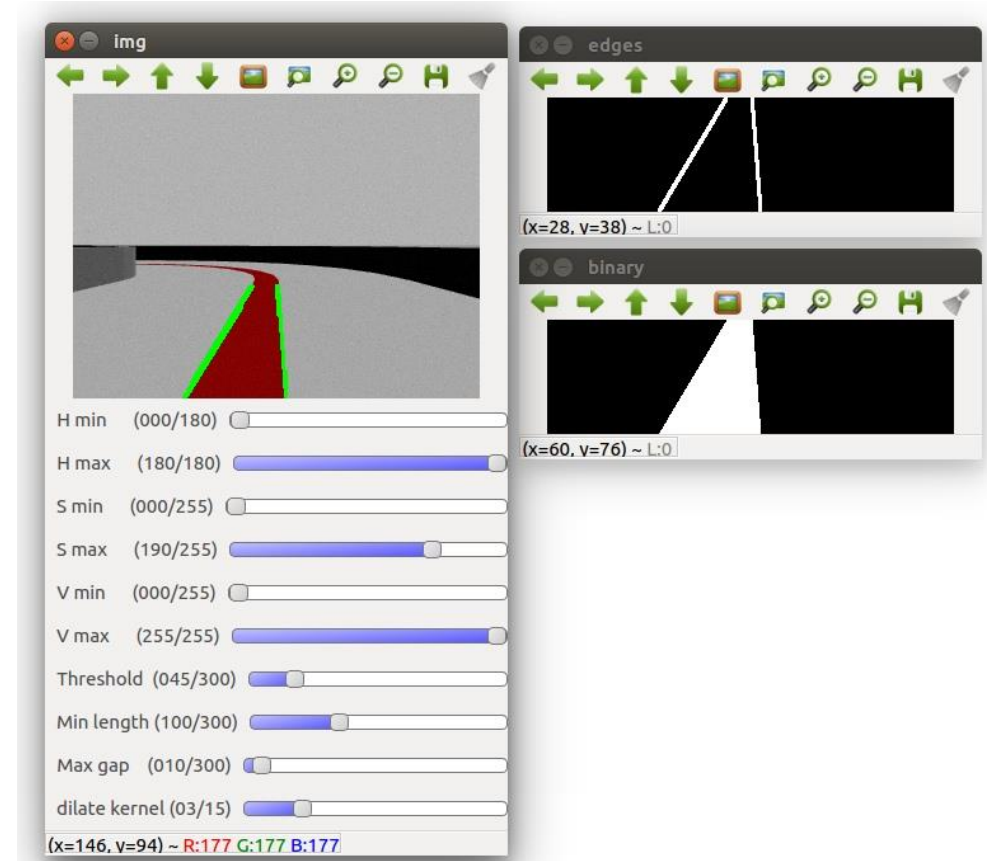 img
H min (000/180)
H max (180/180)
S min (000/255)
S max (190/255)
V min (000/255)
V max (255/255)
Threshold (045/300)
Min length (100/300)
Max gap (010/300)
dilate kernel (03/15)
(x=146, y=94) ~ R:177 G:177 B:177
edges
(x=28, y=38) ~ L:0
binary
(x=60, y=76) ~ L:0